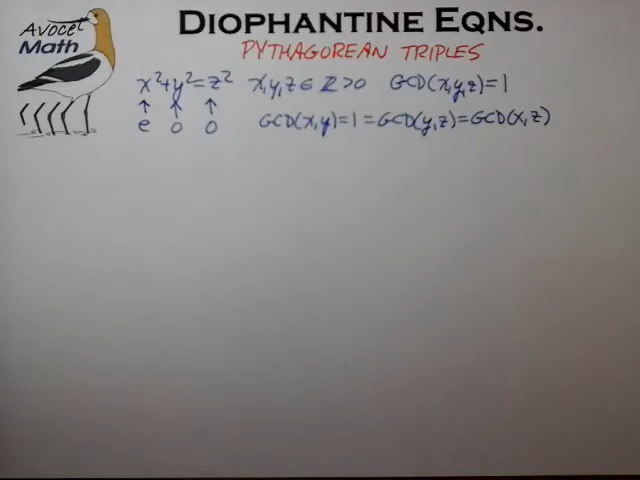 Avocet
Math
DIOPHANTINE EQNS.
PYTHAGOREAN TRIPLES
x²+y²=z² x,y,z ∈ ℤ >0 GCD(x,y,z)=1
↑ ↑ ↑
e o o GCD(x,y)=1=GCD(y,z)=GCD(x,z)